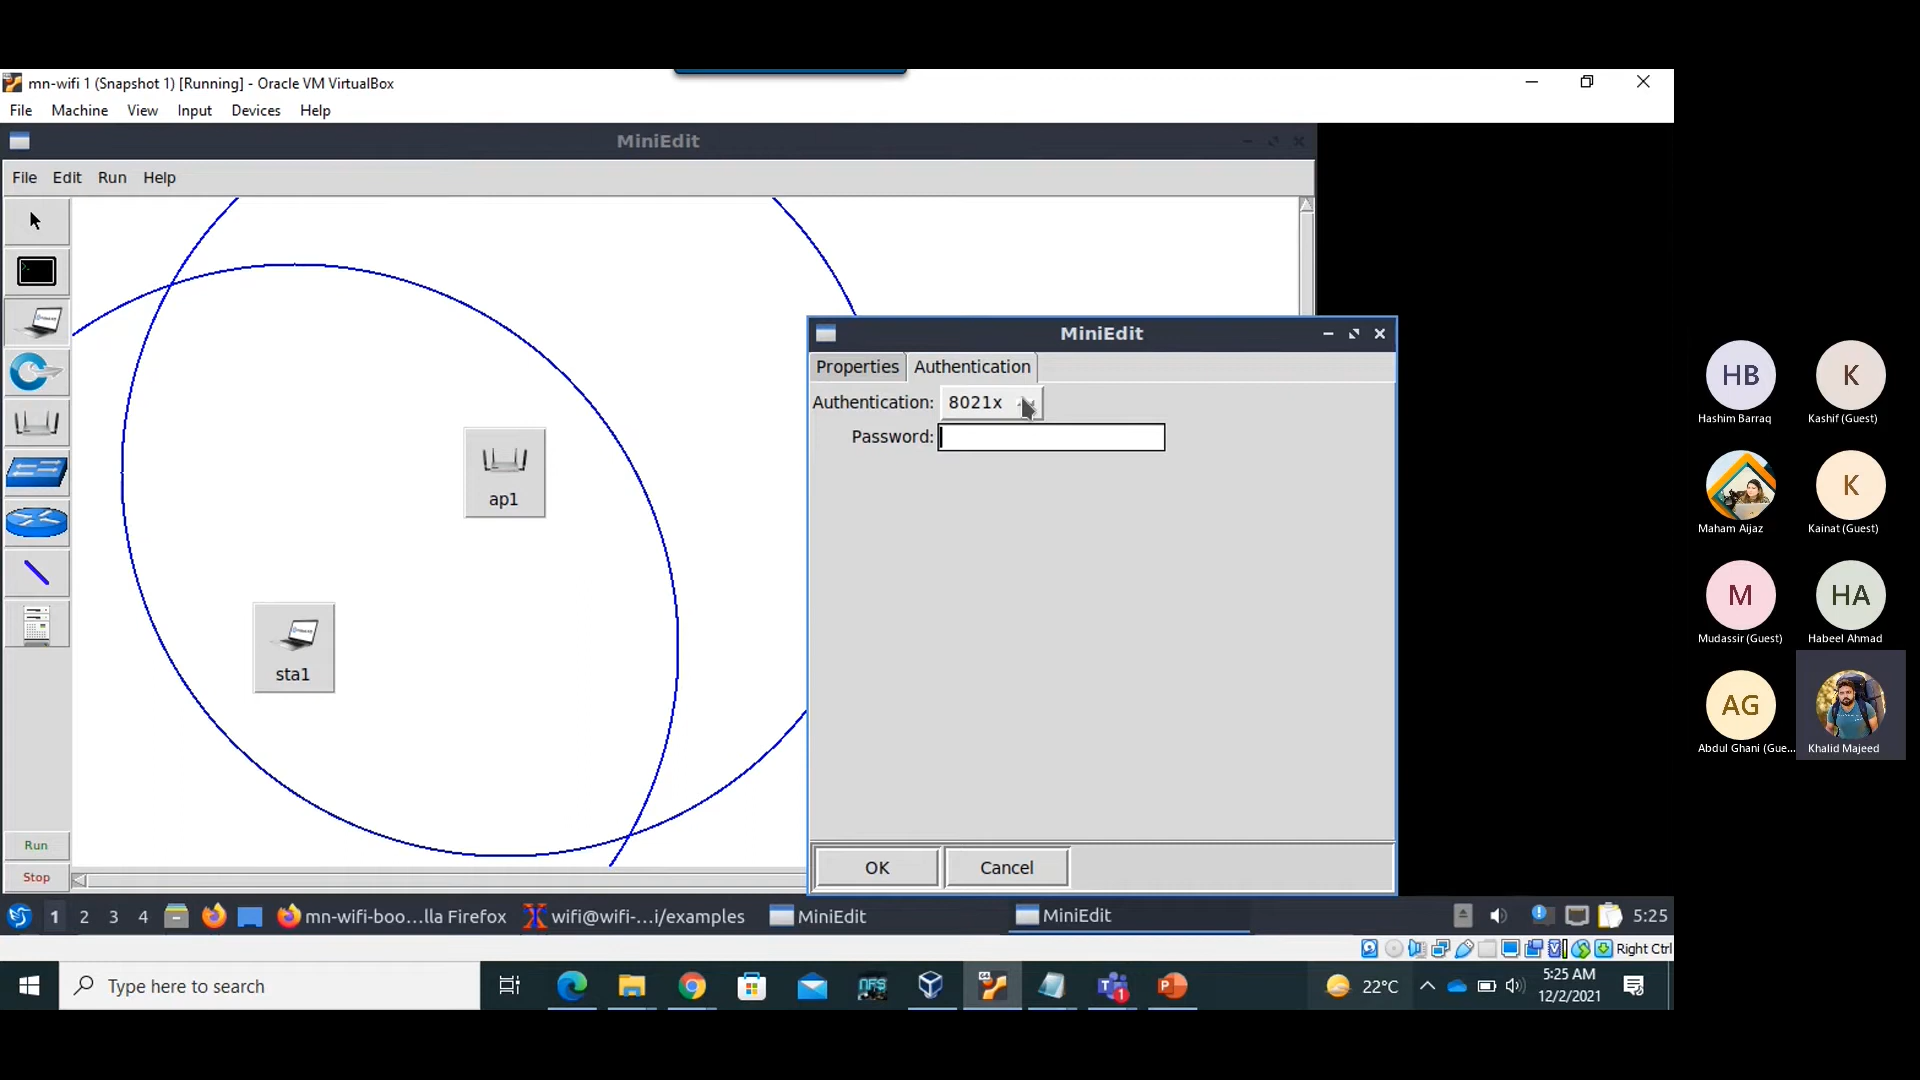 mn-wifi 1 (Snapshot 1) [Running] - Oracle VM VirtualBox
File Machine View Input Devices Help
MiniEdit
File Edit Run Help
ap1
sta1
Run
Stop
MiniEdit
Properties Authentication
Authentication: 8021x
Password:
OK Cancel
1 2 3 4 mn-wifi-boo...lla Firefox wifi@wifi-...i/examples MiniEdit MiniEdit 5:25
Right Ctrl
Type here to search
NFS
64
1
P
22°C
5:25 AM
12/2/2021
HB K
Hashim Barraq Kashif (Guest)
K
Maham Aijaz Kainat (Guest)
M HA
Mudassir (Guest) Habeel Ahmad
AG
Abdul Ghani (Gue... Khalid Majeed